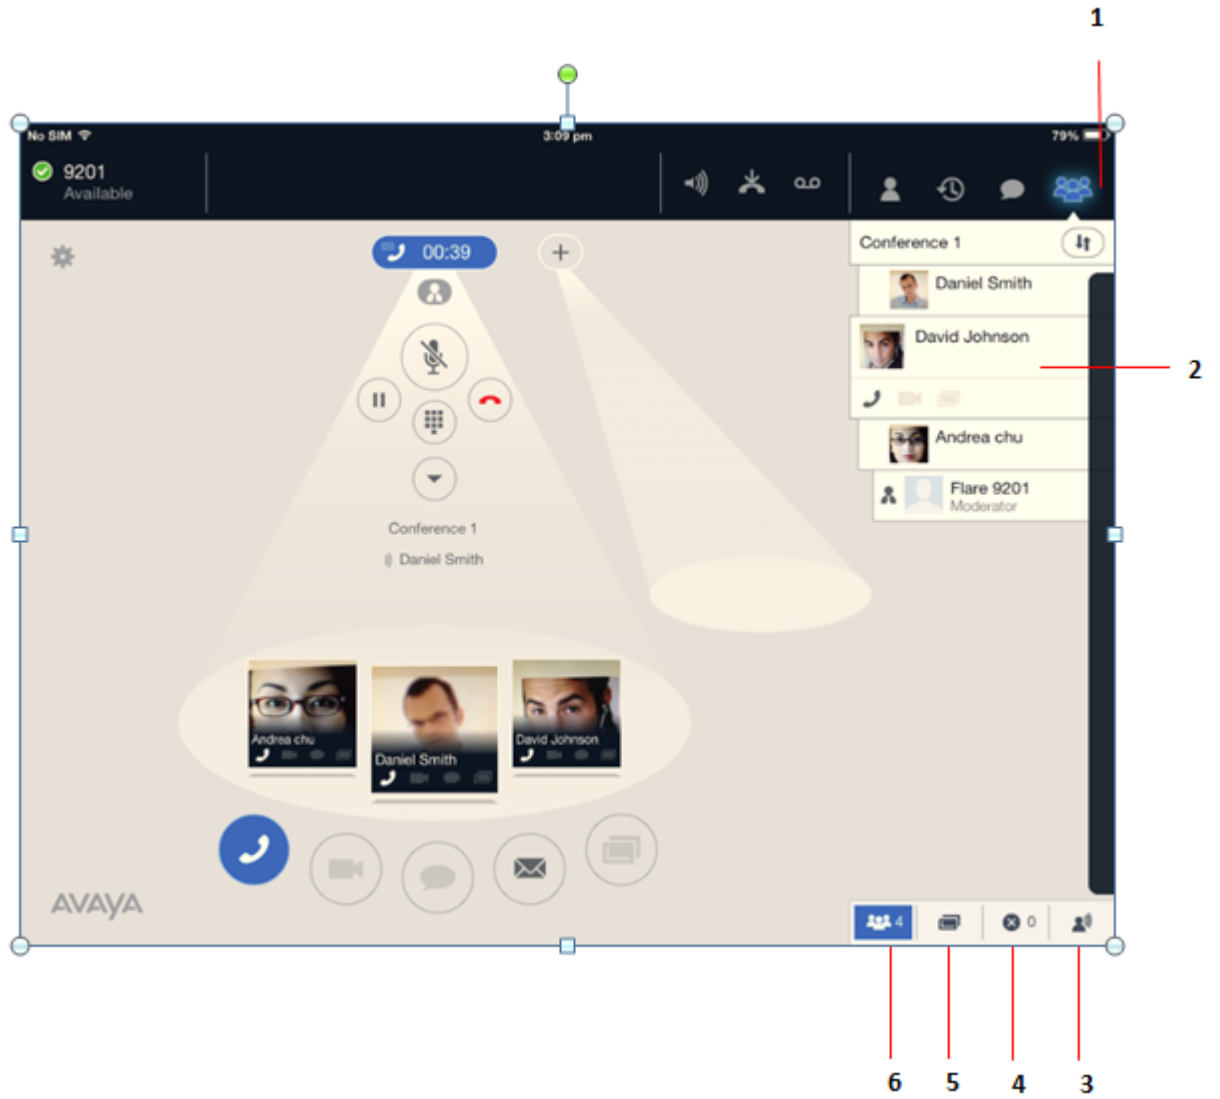 1
No SIM
3:09 pm
79%
9201
Available
00:39
Conference 1
Daniel Smith
David Johnson
2
Andrea chu
Flare 9201
Moderator
Conference 1
Daniel Smith
Andrea chu
Daniel Smith
David Johnson
AVAYA
4
0
6
5
4
3